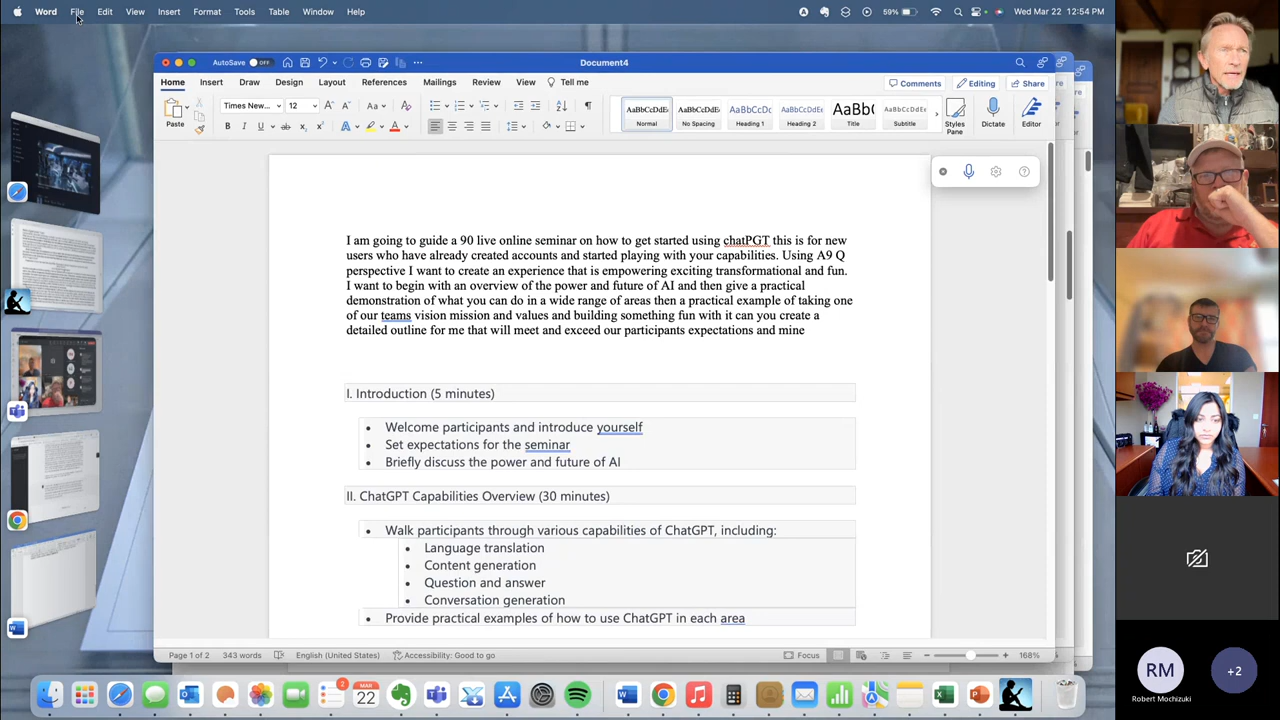 Word File Edit View Insert Format Tools Table Window Help 59% Wed Mar 22 12:54 PM
AutoSave OFF Document4
Home Insert Draw Design Layout References Mailings Review View Tell me Comments Editing Share
Paste Times New... 12 Aa AaBbCcDdEe Normal AaBbCcDdEe No Spacing AaBbCcDc Heading 1 AaBbCcDdE Heading 2 AaBb( Title AaBbCcDdEe Subtitle Styles Pane Dictate Editor
I am going to guide a 90 live online seminar on how to get started using chatPGT this is for new
users who have already created accounts and started playing with your capabilities. Using A9 Q
perspective I want to create an experience that is empowering exciting transformational and fun.
I want to begin with an overview of the power and future of AI and then give a practical
demonstration of what you can do in a wide range of areas then a practical example of taking one
of our teams vision mission and values and building something fun with it can you create a
detailed outline for me that will meet and exceed our participants expectations and mine
I. Introduction (5 minutes)
• Welcome participants and introduce yourself
• Set expectations for the seminar
• Briefly discuss the power and future of AI
II. ChatGPT Capabilities Overview (30 minutes)
• Walk participants through various capabilities of ChatGPT, including:
• Language translation
• Content generation
• Question and answer
• Conversation generation
• Provide practical examples of how to use ChatGPT in each area
Page 1 of 2 343 words English (United States) Accessibility: Good to go Focus 168%
2 MAR 22
RM
Robert Mochizuki
+2